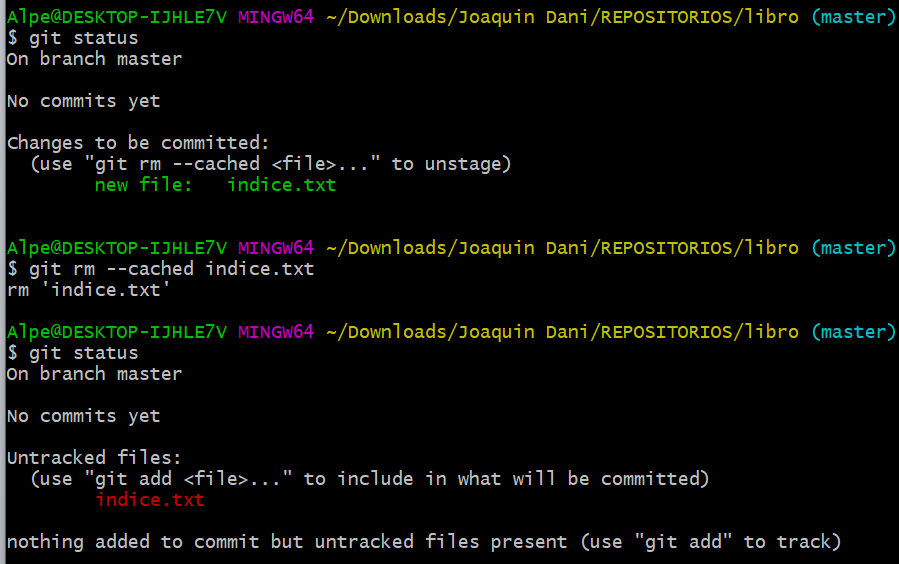 Alpe@DESKTOP-IJHLE7V MINGW64 ~/Downloads/Joaquin Dani/REPOSITORIOS/libro (master)
$ git status
On branch master
No commits yet
Changes to be committed:
  (use "git rm --cached <file>..." to unstage)
        new file:   indice.txt
Alpe@DESKTOP-IJHLE7V MINGW64 ~/Downloads/Joaquin Dani/REPOSITORIOS/libro (master)
$ git rm --cached indice.txt
rm 'indice.txt'
Alpe@DESKTOP-IJHLE7V MINGW64 ~/Downloads/Joaquin Dani/REPOSITORIOS/libro (master)
$ git status
On branch master
No commits yet
Untracked files:
  (use "git add <file>..." to include in what will be committed)
        indice.txt
nothing added to commit but untracked files present (use "git add" to track)